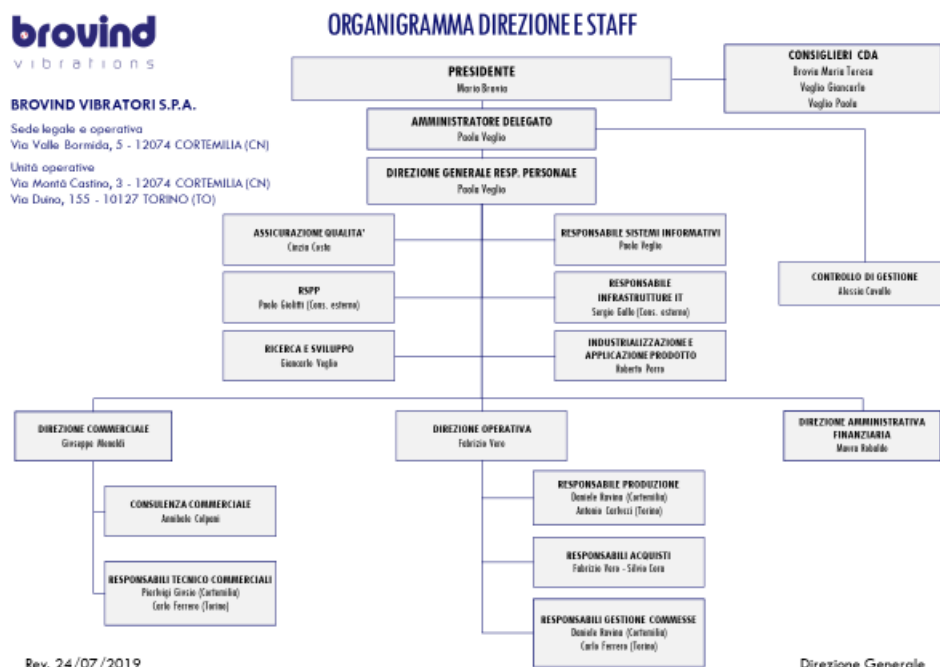 brovind
vibrations
ORGANIGRAMMA DIREZIONE E STAFF
BROVIND VIBRATORI S.P.A.
Sede legale e operativa
Via Valle Bormida, 5 - 12074 CORTEMILIA (CN)
Unità operative
Via Montà Castino, 3 - 12074 CORTEMILIA (CN)
Via Duino, 155 - 10127 TORINO (TO)
PRESIDENTE
Mario Brovia
CONSIGLIERI CDA
Brovia Maria Teresa
Veglio Giancarlo
Veglio Paola
AMMINISTRATORE DELEGATO
Paola Veglio
DIREZIONE GENERALE RESP. PERSONALE
Paola Veglio
ASSICURAZIONE QUALITA'
Cinzia Costa
RESPONSABILE SISTEMI INFORMATIVI
Paola Veglio
CONTROLLO DI GESTIONE
Alessio Cavallo
RSPP
Paolo Giolitti (Cons. esterno)
RESPONSABILE
INFRASTRUTTURE IT
Sergio Gallo (Cons. esterno)
RICERCA E SVILUPPO
Giancarlo Veglio
INDUSTRIALIZZAZIONE E
APPLICAZIONE PRODOTTO
Roberto Porro
DIREZIONE COMMERCIALE
Giuseppe Menaldi
DIREZIONE OPERATIVA
Fabrizio Vero
DIREZIONE AMMINISTRATIVA
FINANZIARIA
Mavra Robaldo
CONSULENZA COMMERCIALE
Annibale Colpani
RESPONSABILI TECNICO COMMERCIALI
Pierluigi Givsio (Cortemilia)
Carlo Ferrero (Torino)
RESPONSABILE PRODUZIONE
Daniele Ravina (Cortemilia)
Antonio Carlucci (Torino)
RESPONSABILI ACQUISTI
Fabrizio Vero - Silvia Cora
RESPONSABILI GESTIONE COMMESSE
Daniele Ravina (Cortemilia)
Carlo Ferrero (Torino)
Rev. 24/07/2019
Direzione Generale